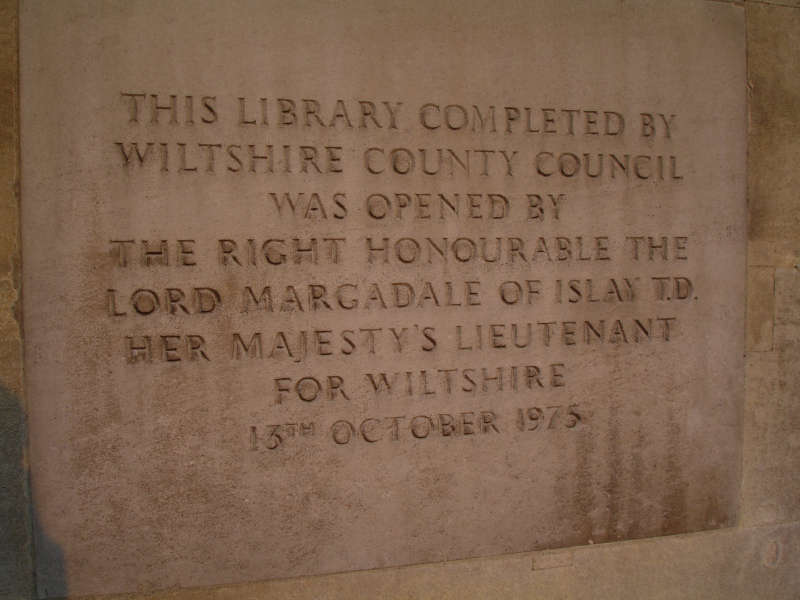 THIS LIBRARY COMPLETED BY
WILTSHIRE COUNTY COUNCIL
WAS OPENED BY
THE RIGHT HONOURABLE THE
LORD MARGADALE OF ISLAY T.D.
HER MAJESTY'S LIEUTENANT
FOR WILTSHIRE
13TH OCTOBER 1975